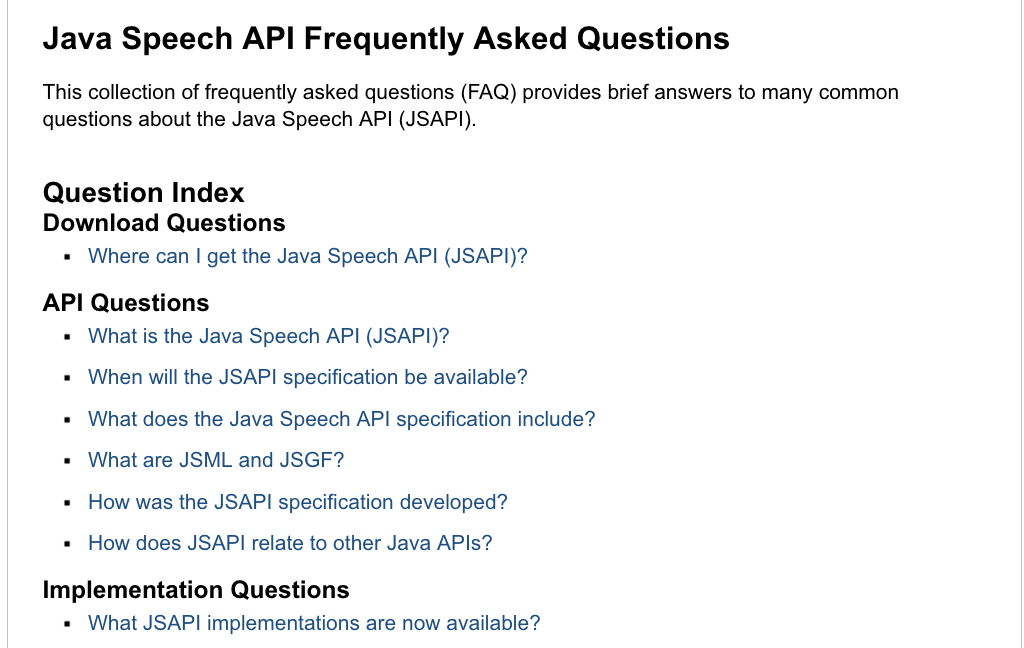 Java Speech API Frequently Asked Questions
This collection of frequently asked questions (FAQ) provides brief answers to many common
questions about the Java Speech API (JSAPI).
Question Index
Download Questions
▪ Where can I get the Java Speech API (JSAPI)?
API Questions
▪ What is the Java Speech API (JSAPI)?
▪ When will the JSAPI specification be available?
▪ What does the Java Speech API specification include?
▪ What are JSML and JSGF?
▪ How was the JSAPI specification developed?
▪ How does JSAPI relate to other Java APIs?
Implementation Questions
▪ What JSAPI implementations are now available?